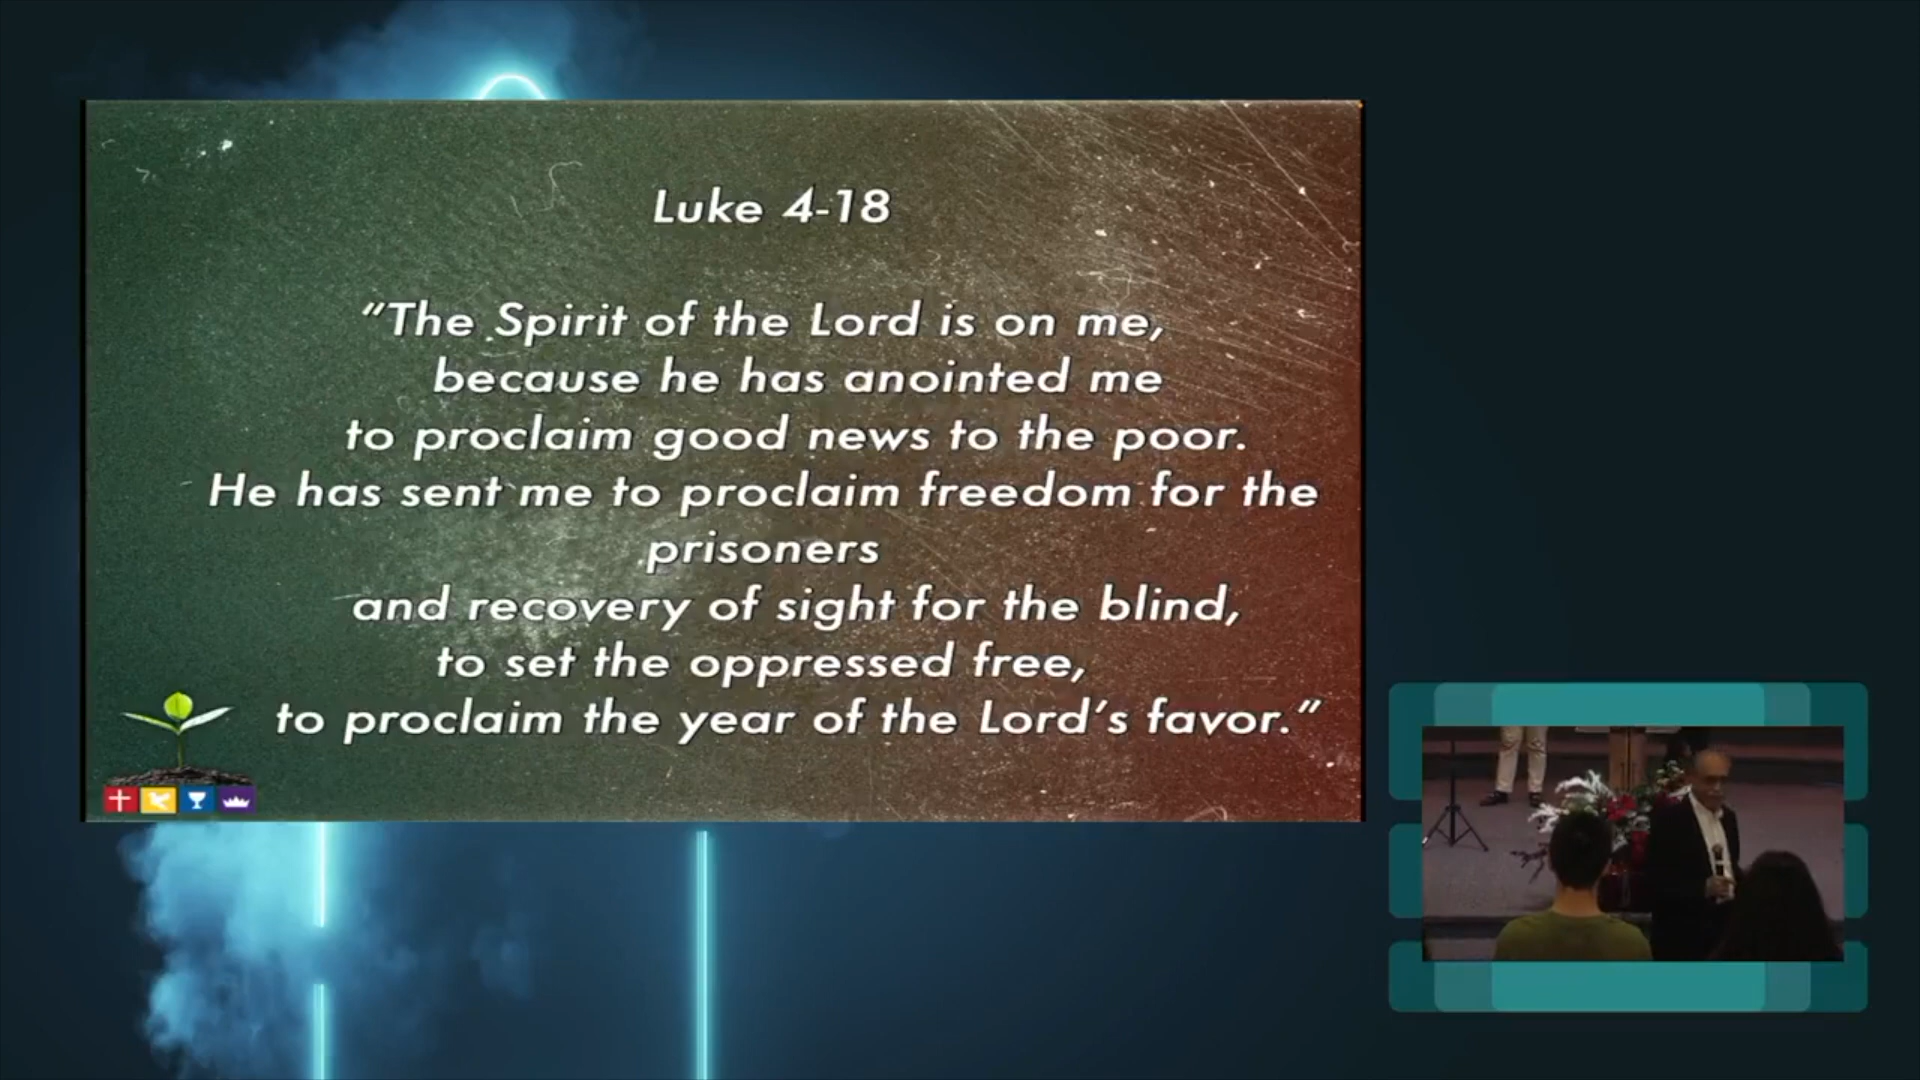 Luke 4-18
"The Spirit of the Lord is on me,
because he has anointed me
to proclaim good news to the poor.
He has sent me to proclaim freedom for the
prisoners
and recovery of sight for the blind,
to set the oppressed free,
to proclaim the year of the Lord's favor."